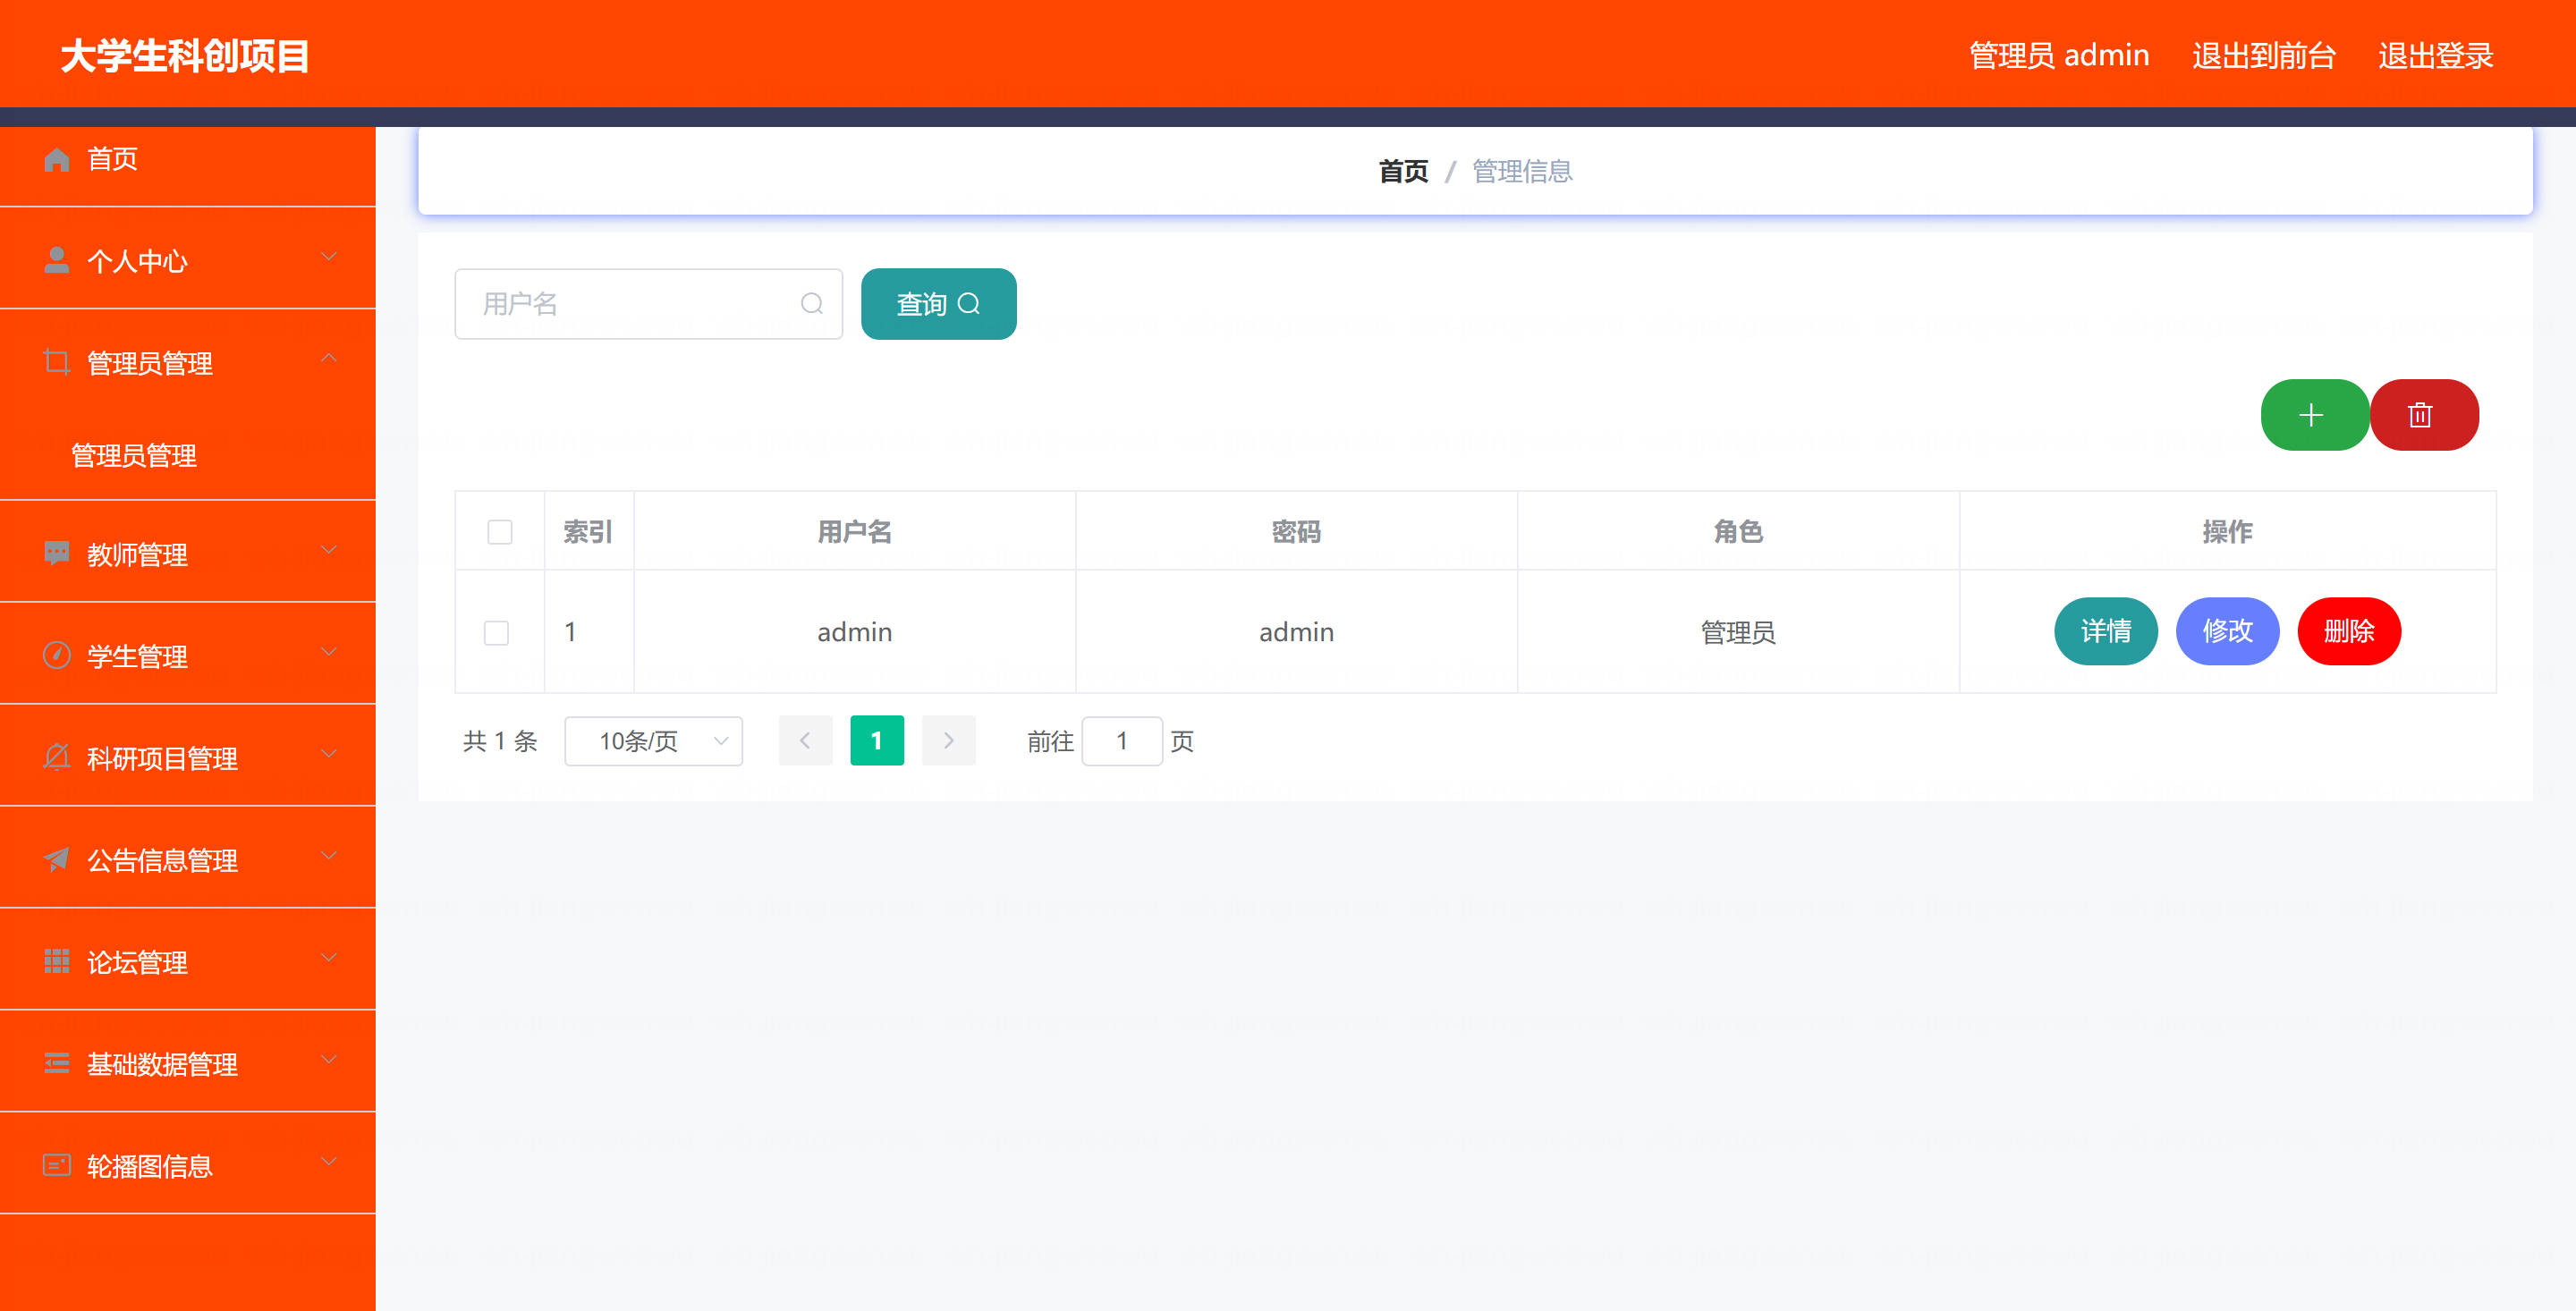 大学生科创项目
管理员 admin 退出到前台 退出登录
首页
个人中心
管理员管理
管理员管理
教师管理
学生管理
科研项目管理
公告信息管理
论坛管理
基础数据管理
轮播图信息
首页 / 管理信息
用户名 查询
索引 用户名 密码 角色 操作
1 admin admin 管理员 详情 修改 删除
共 1 条 10条/页 1 前往 1 页